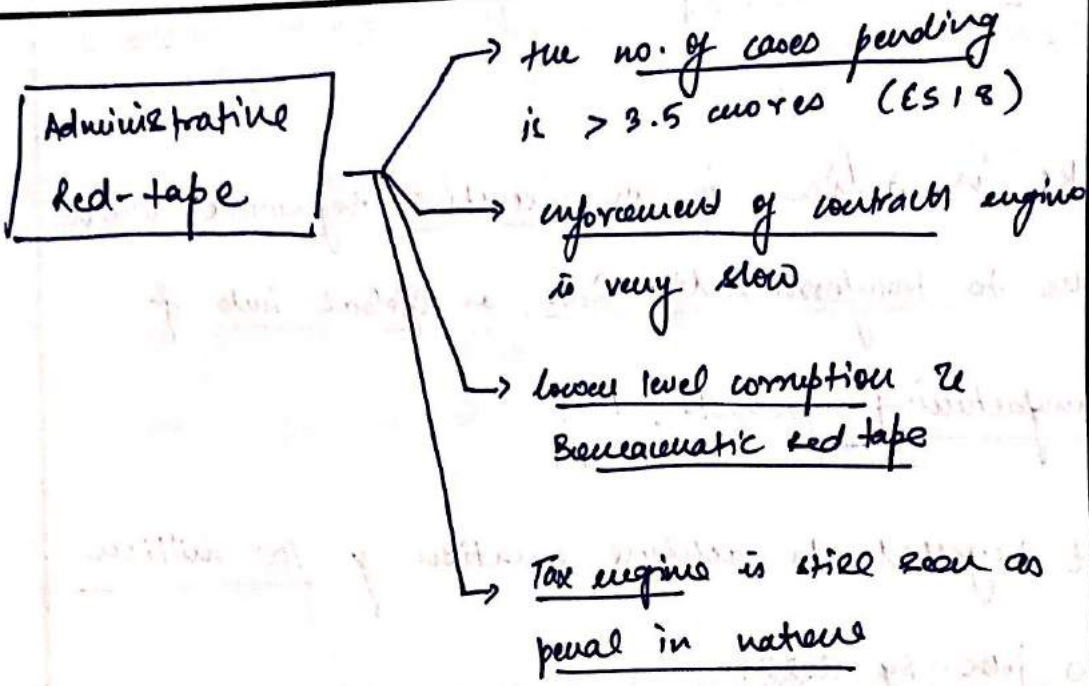 Administrative
Red-tape
→ the no. of cases pending
is > 3.5 crores (ES18)
→ enforcement of contracts engine
is very slow
→ lower level corruption &
Bureaucratic red tape
→ Tax engine is still seen as
penal in nature